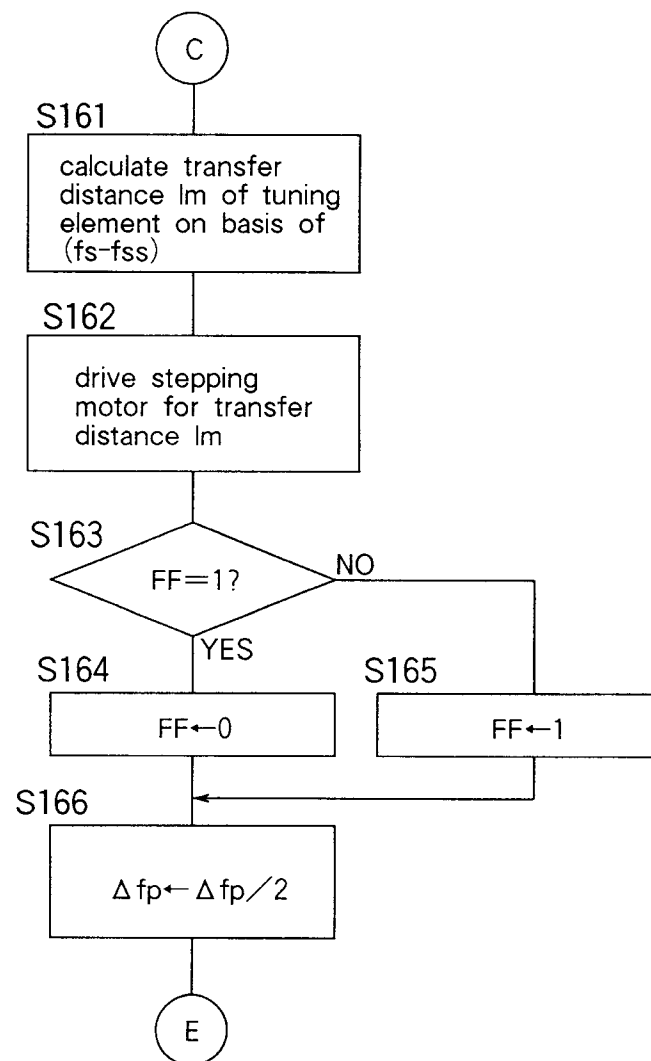 C
S161
calculate transfer
distance lm of tuning
element on basis of
(fs-fss)
S162
drive stepping
motor for transfer
distance lm
S163
FF=1?
NO
YES
S164
FF←0
S165
FF←1
S166
Δfp←Δfp/2
E